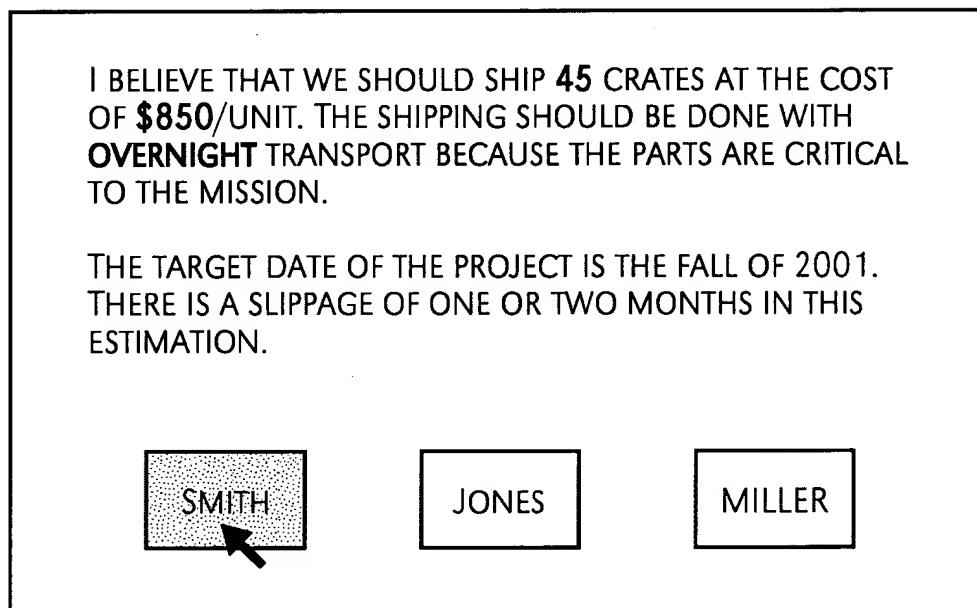 I BELIEVE THAT WE SHOULD SHIP 45 CRATES AT THE COST
OF $850/UNIT. THE SHIPPING SHOULD BE DONE WITH
OVERNIGHT TRANSPORT BECAUSE THE PARTS ARE CRITICAL
TO THE MISSION.
THE TARGET DATE OF THE PROJECT IS THE FALL OF 2001.
THERE IS A SLIPPAGE OF ONE OR TWO MONTHS IN THIS
ESTIMATION.
SMITH JONES MILLER